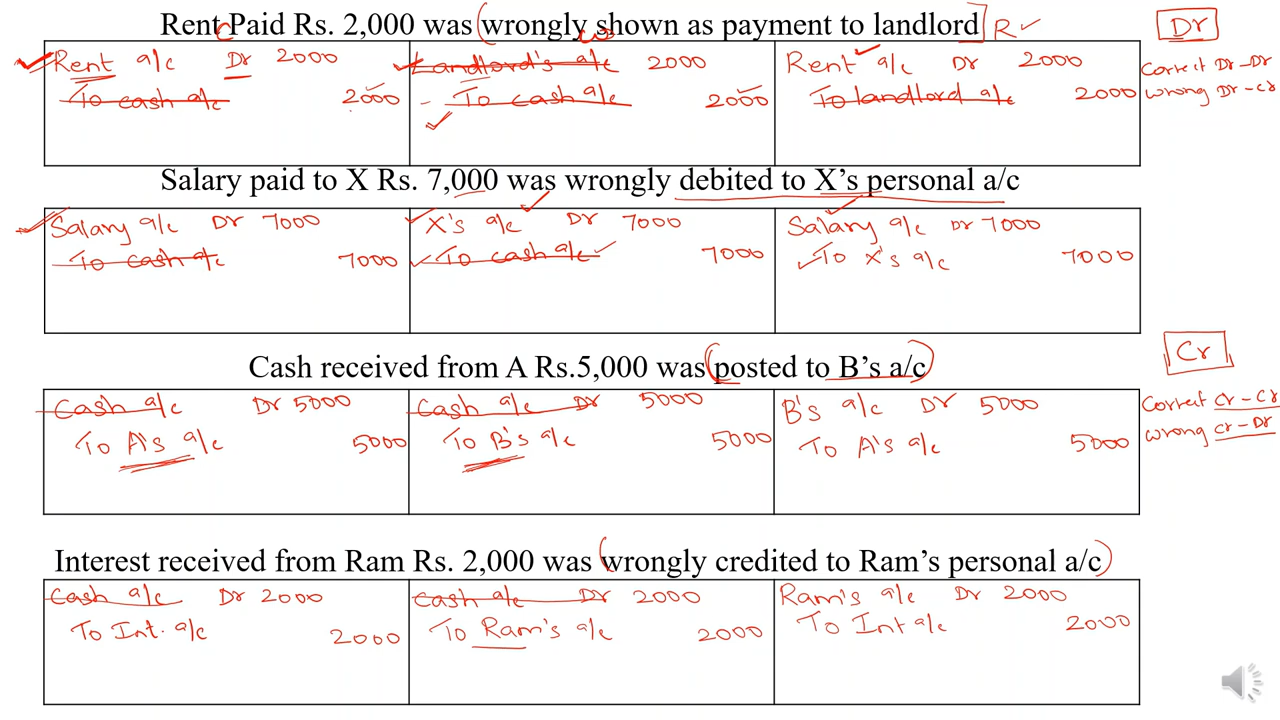 Rent Paid Rs. 2,000 was (wrongly shown as payment to landlord] R ✓
C W
Dr
Rent a/c Dr 2000
To cash a/c 2000
Landlord's a/c 2000
To cash a/c 2000
Rent a/c Dr 2000
To landlord a/c 2000
Correct Dr - Dr
Wrong Dr - Cr
Salary paid to X Rs. 7,000 was wrongly debited to X’s personal a/c
Salary a/c Dr 7000
To cash a/c 7000
X's a/c Dr 7000
To cash a/c 7000
Salary a/c Dr 7000
To X's a/c 7000
Cash received from A Rs.5,000 was (posted to B’s a/c)
Cr
Cash a/c Dr 5000
To A's a/c 5000
Cash a/c Dr 5000
To B's a/c 5000
B's a/c Dr 5000
To A's a/c 5000
Correct Cr - Cr
Wrong Cr - Dr
Interest received from Ram Rs. 2,000 was (wrongly credited to Ram’s personal a/c)
Cash a/c Dr 2000
To Int. a/c 2000
Cash a/c Dr 2000
To Ram's a/c 2000
Ram's a/c Dr 2000
To Int a/c 2000